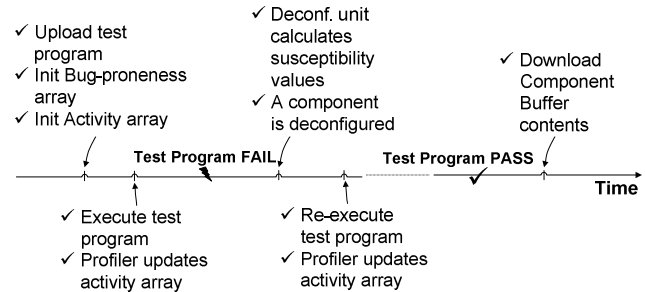 ✓ Upload test
program
✓ Init Bug-proneness
array
✓ Init Activity array
✓ Deconf. unit
calculates
susceptibility
values
✓ A component
is deconfigured
✓ Download
Component
Buffer
contents
Test Program FAIL
Test Program PASS
Time
✓ Execute test
program
✓ Profiler updates
activity array
✓ Re-execute
test program
✓ Profiler updates
activity array